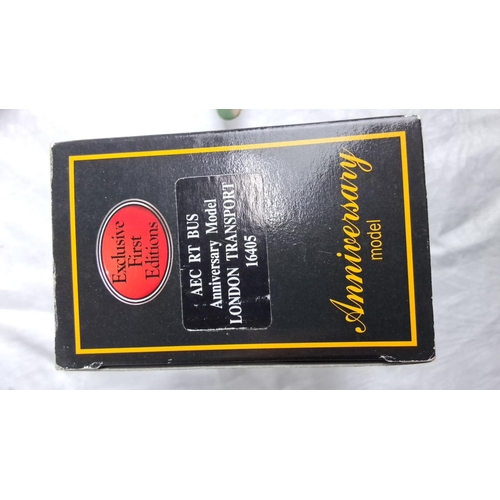 Exclusive
First
Editions
AEC RT BUS
Anniversary Model
LONDON TRANSPORT
16405
Anniversary
model